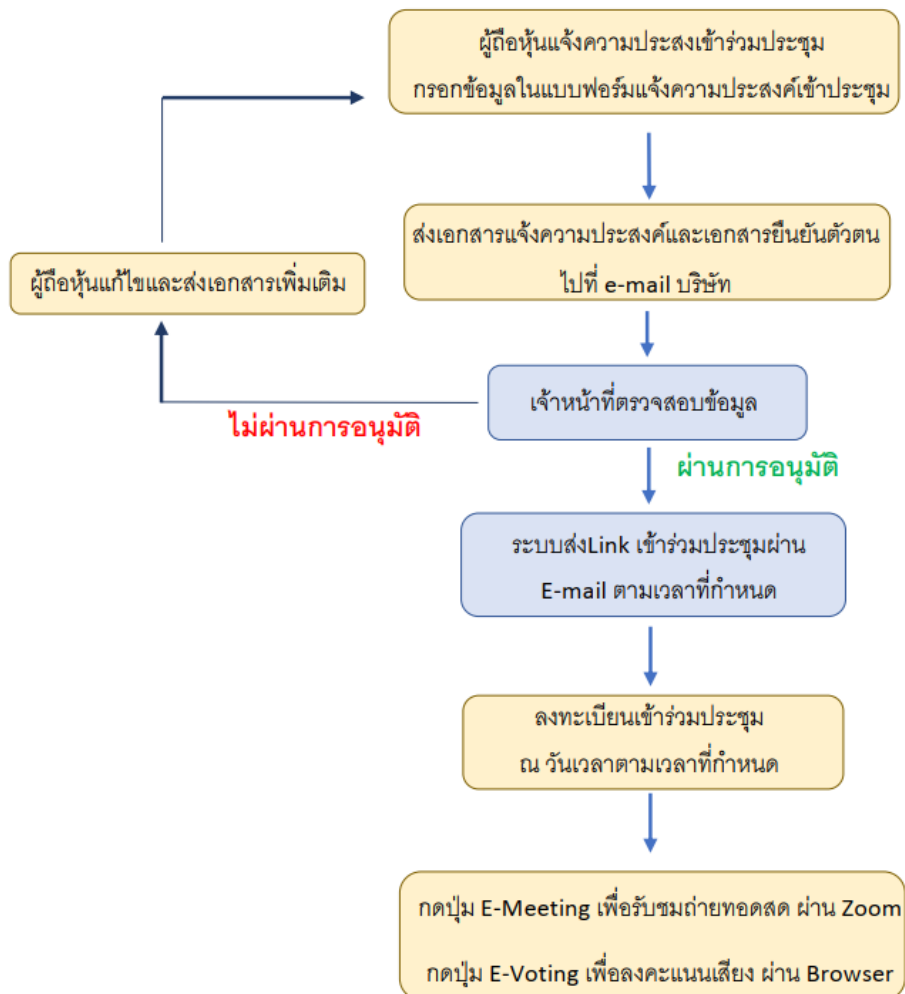 ผู้ถือหุ้นแจ้งความประสงเข้าร่วมประชุม
กรอกข้อมูลในแบบฟอร์มแจ้งความประสงค์เข้าประชุม
ส่งเอกสารแจ้งความประสงค์และเอกสารยืนยันตัวตน
ไปที่ e-mail บริษัท
ผู้ถือหุ้นแก้ไขและส่งเอกสารเพิ่มเติม
เจ้าหน้าที่ตรวจสอบข้อมูล
ไม่ผ่านการอนุมัติ
ผ่านการอนุมัติ
ระบบส่งLink เข้าร่วมประชุมผ่าน
E-mail ตามเวลาที่กำหนด
ลงทะเบียนเข้าร่วมประชุม
ณ วันเวลาตามเวลาที่กำหนด
กดปุ่ม E-Meeting เพื่อรับชมถ่ายทอดสด ผ่าน Zoom
กดปุ่ม E-Voting เพื่อลงคะแนนเสียง ผ่าน Browser